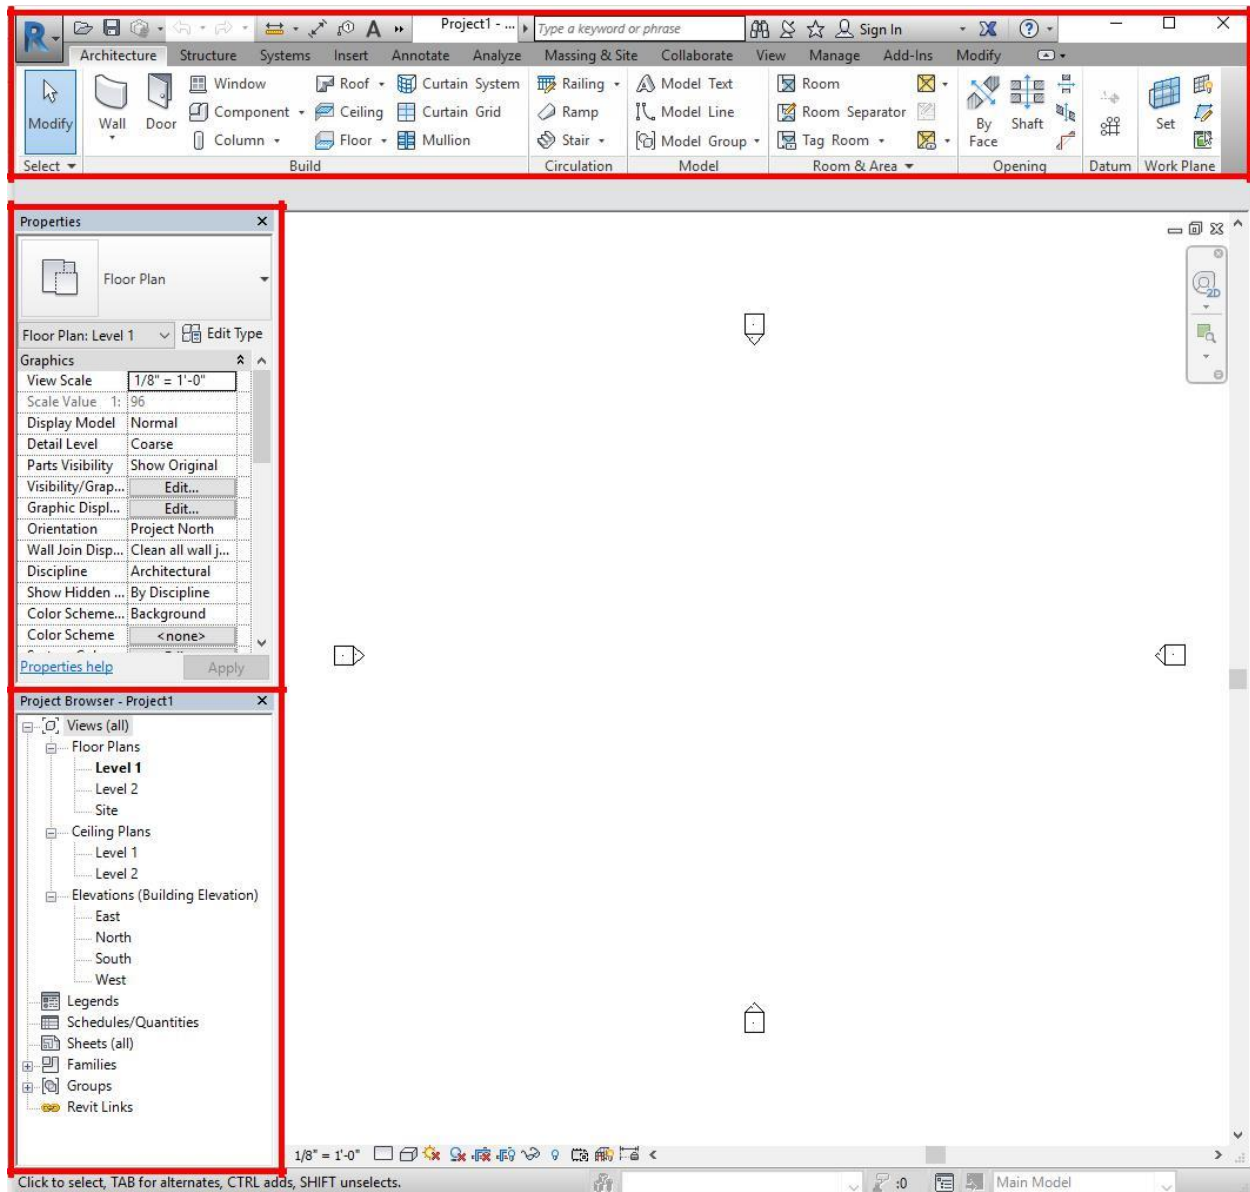 R Project1 - ... Type a keyword or phrase Sign In ?
Architecture Structure Systems Insert Annotate Analyze Massing & Site Collaborate View Manage Add-Ins Modify
Modify
Wall
Door
Window
Component
Column
Roof
Ceiling
Floor
Curtain System
Curtain Grid
Mullion
Railing
Ramp
Stair
Model Text
Model Line
Model Group
Room
Room Separator
Tag Room
By
Face
Shaft
Set
Select Build Circulation Model Room & Area Opening Datum Work Plane
Properties
Floor Plan
Floor Plan: Level 1 Edit Type
Graphics
View Scale 1/8" = 1'-0"
Scale Value 1: 96
Display Model Normal
Detail Level Coarse
Parts Visibility Show Original
Visibility/Grap... Edit...
Graphic Displ... Edit...
Orientation Project North
Wall Join Disp... Clean all wall j...
Discipline Architectural
Show Hidden ... By Discipline
Color Scheme... Background
Color Scheme <none>
Properties help Apply
2D
Project Browser - Project1
Views (all)
Floor Plans
Level 1
Level 2
Site
Ceiling Plans
Level 1
Level 2
Elevations (Building Elevation)
East
North
South
West
Legends
Schedules/Quantities
Sheets (all)
Families
Groups
Revit Links
1/8" = 1'-0"
Click to select, TAB for alternates, CTRL adds, SHIFT unselects. :0 Main Model